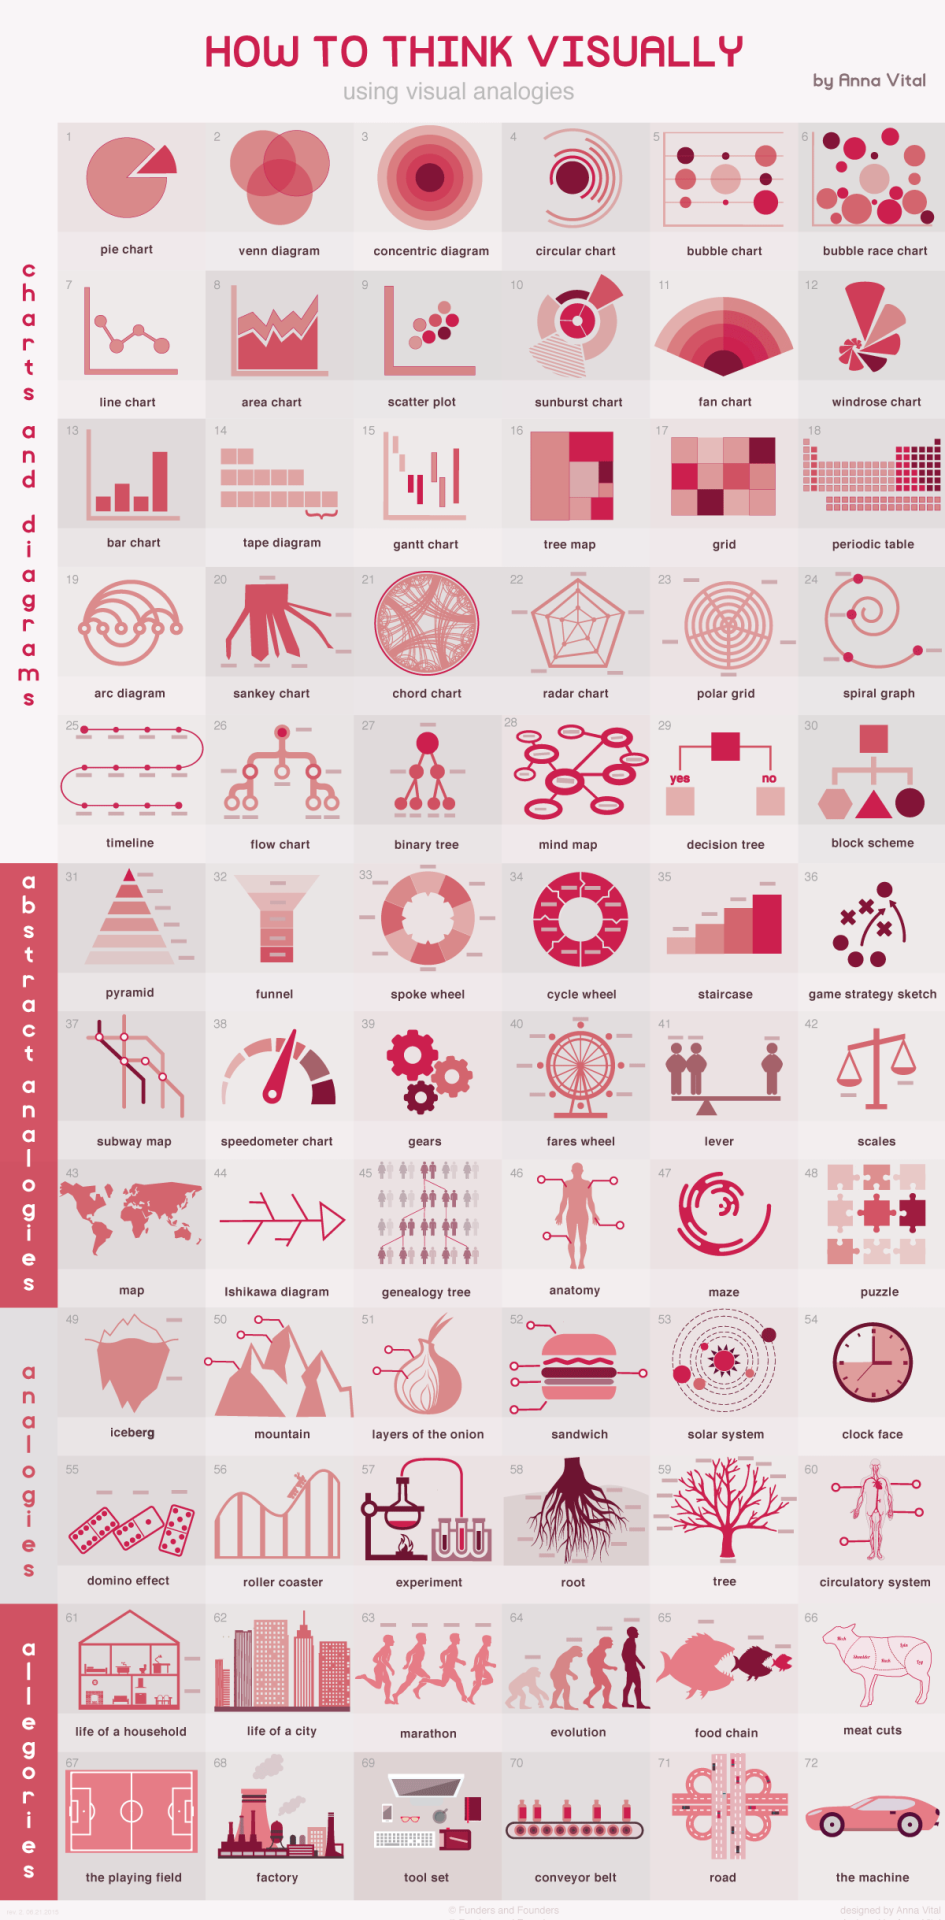 HOW TO THINK VISUALLY
using visual analogies
by Anna Vital
charts and diagrams
1
2
3
4
5
6
pie chart
venn diagram
concentric diagram
circular chart
bubble chart
bubble race chart
7
8
9
10
11
12
line chart
area chart
scatter plot
sunburst chart
fan chart
windrose chart
13
14
15
16
17
18
bar chart
tape diagram
gantt chart
tree map
grid
periodic table
19
20
21
22
23
24
arc diagram
sankey chart
chord chart
radar chart
polar grid
spiral graph
25
26
27
28
29
30
yes
no
timeline
flow chart
binary tree
mind map
decision tree
block scheme
abstract analogies
31
32
33
34
35
36
pyramid
funnel
spoke wheel
cycle wheel
staircase
game strategy sketch
37
38
39
40
41
42
subway map
speedometer chart
gears
fares wheel
lever
scales
43
44
45
46
47
48
map
Ishikawa diagram
genealogy tree
anatomy
maze
puzzle
analogies
49
50
51
52
53
54
iceberg
mountain
layers of the onion
sandwich
solar system
clock face
55
56
57
58
59
60
domino effect
roller coaster
experiment
root
tree
circulatory system
allegories
61
62
63
64
65
66
life of a household
life of a city
marathon
evolution
food chain
meat cuts
67
68
69
70
71
72
the playing field
factory
tool set
conveyor belt
road
the machine
© Funders and Founders
designed by Anna Vital